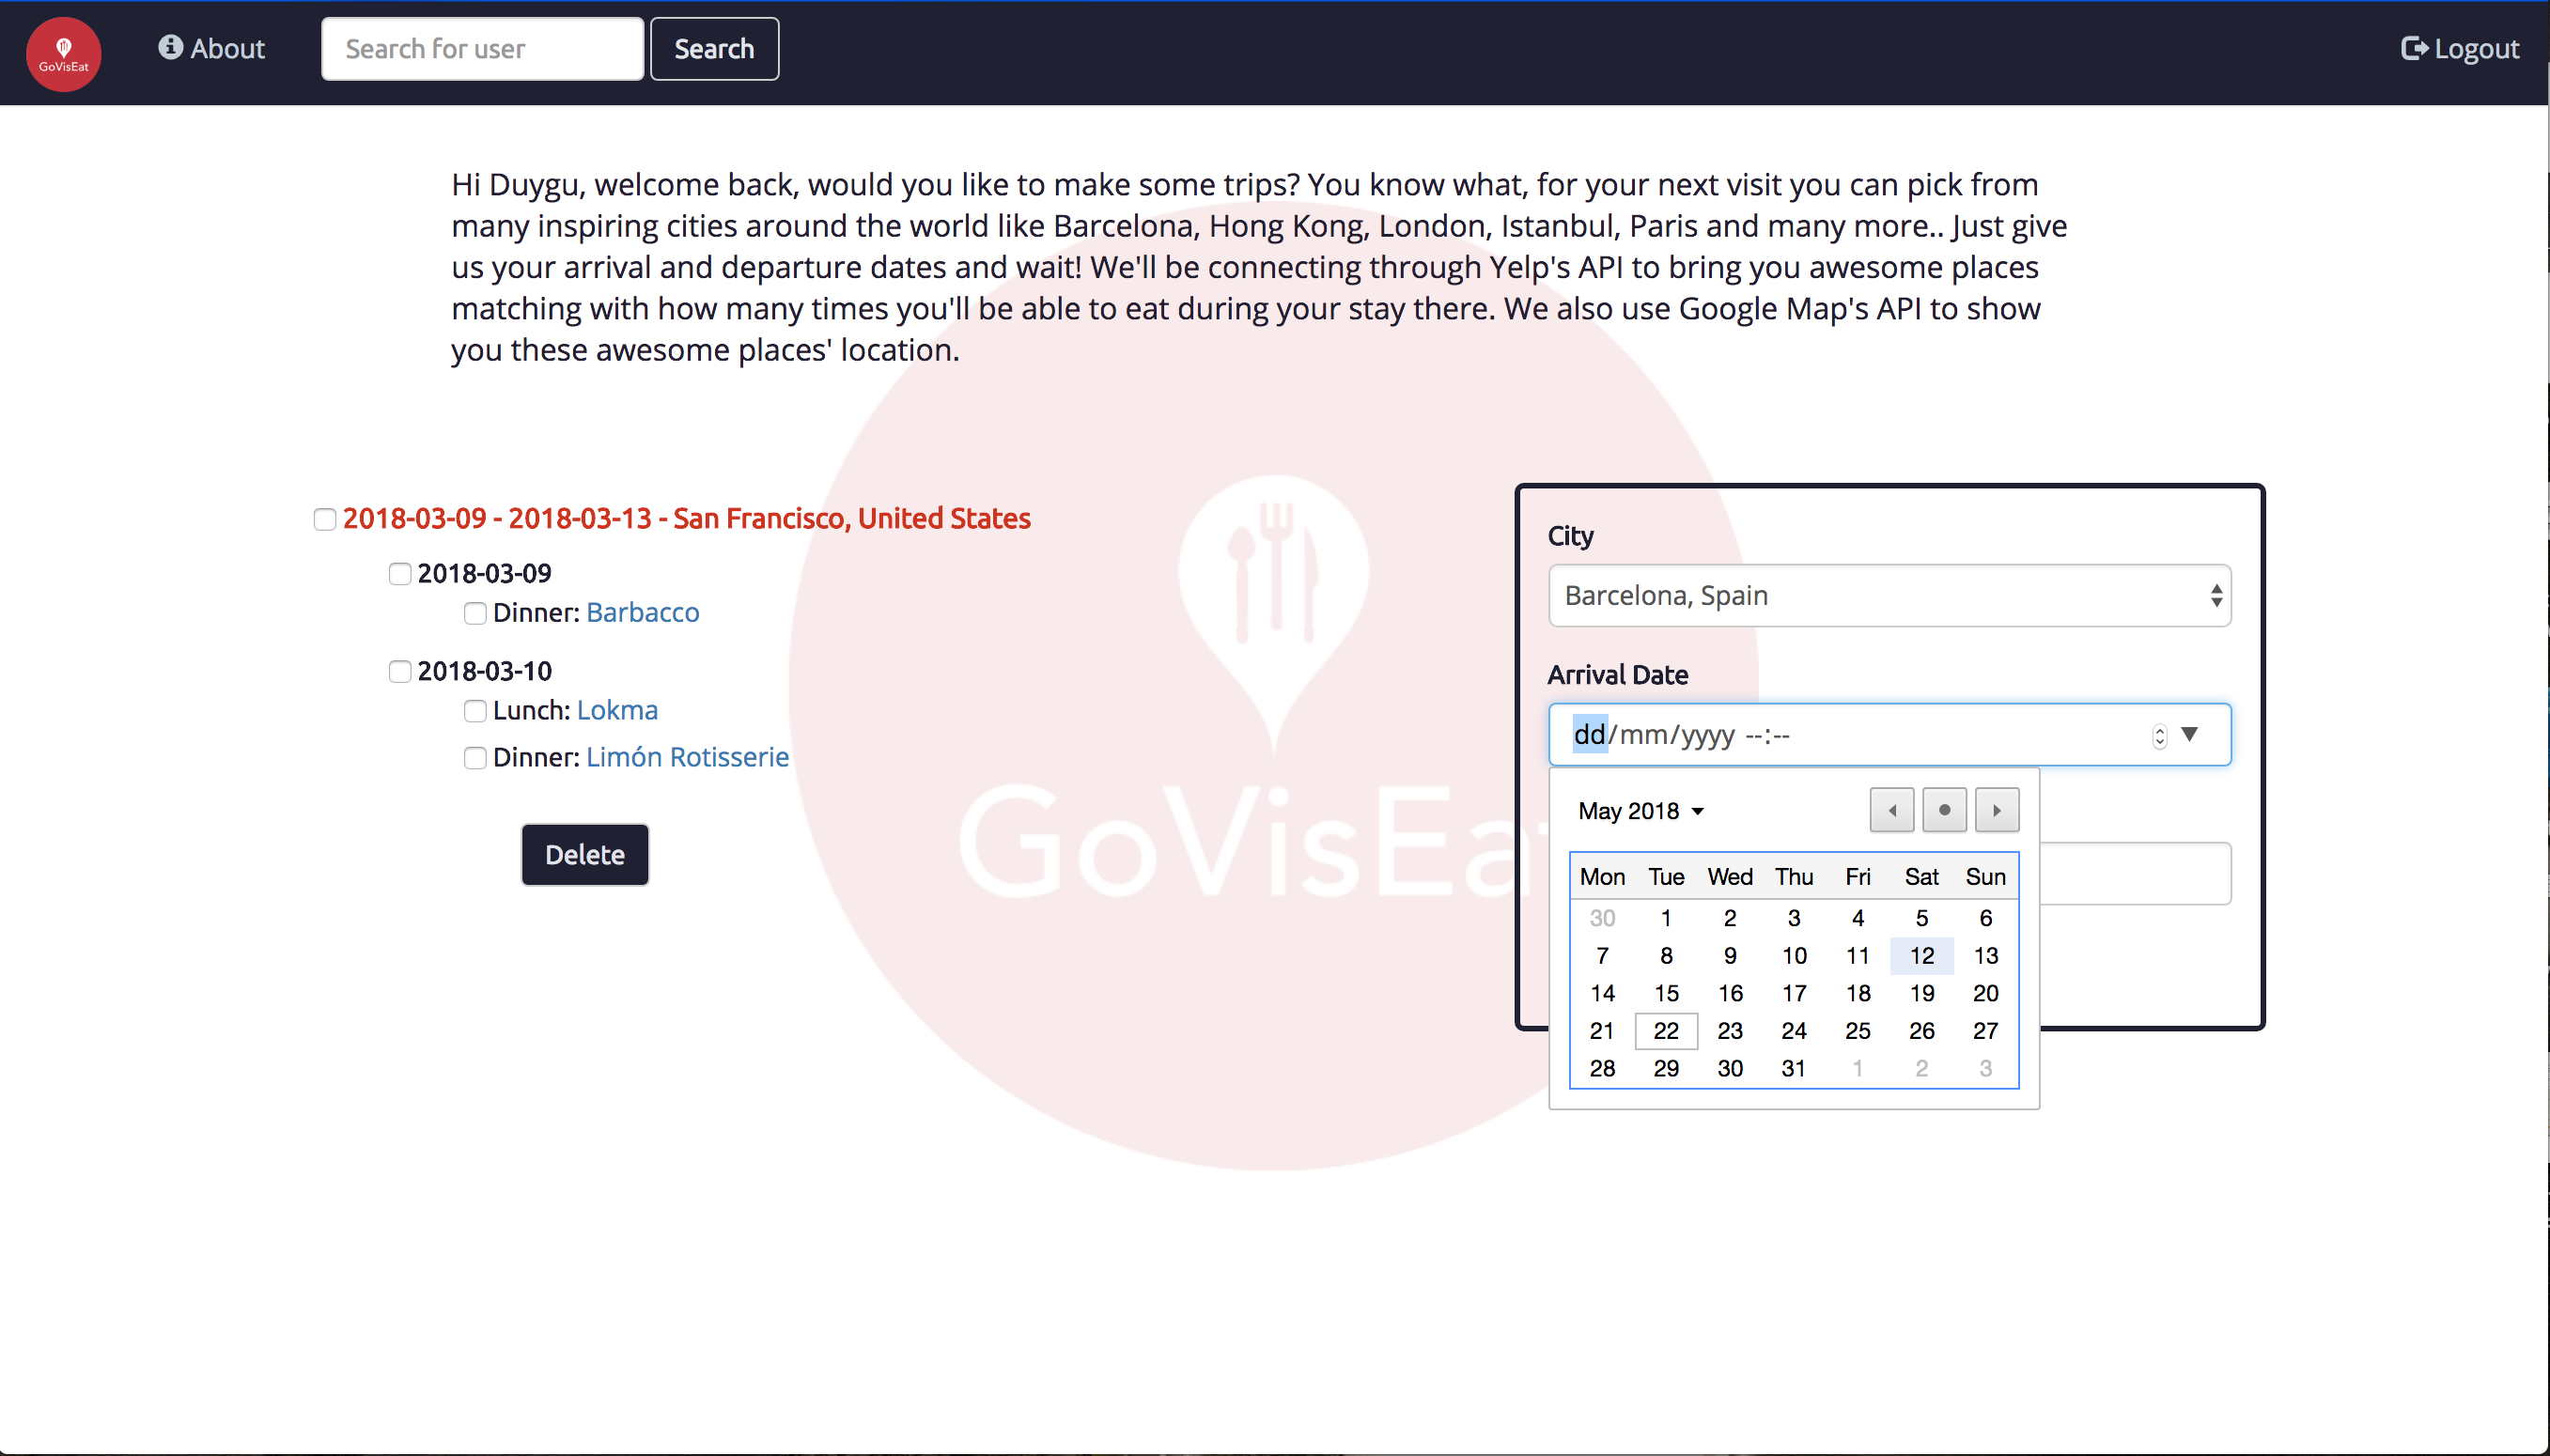 GoVisEat
About
Search for user
Search
Logout
Hi Duygu, welcome back, would you like to make some trips? You know what, for your next visit you can pick from
many inspiring cities around the world like Barcelona, Hong Kong, London, Istanbul, Paris and many more.. Just give
us your arrival and departure dates and wait! We'll be connecting through Yelp's API to bring you awesome places
matching with how many times you'll be able to eat during your stay there. We also use Google Map's API to show
you these awesome places' location.
2018-03-09 - 2018-03-13 - San Francisco, United States
2018-03-09
Dinner: Barbacco
2018-03-10
Lunch: Lokma
Dinner: Limón Rotisserie
Delete
GoVisEa
City
Barcelona, Spain
Arrival Date
dd/mm/yyyy --:--
May 2018
Mon Tue Wed Thu Fri Sat Sun
30 1 2 3 4 5 6
7 8 9 10 11 12 13
14 15 16 17 18 19 20
21 22 23 24 25 26 27
28 29 30 31 1 2 3